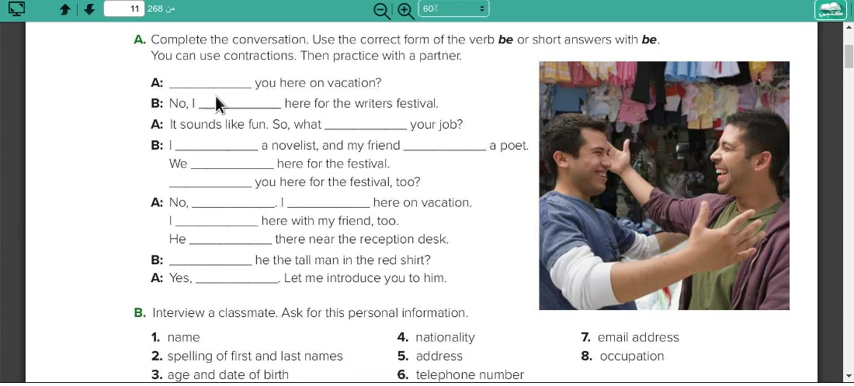 11 من 268 60٪
كتبي
A. Complete the conversation. Use the correct form of the verb be or short answers with be.
You can use contractions. Then practice with a partner.
A: ____________ you here on vacation?
B: No, I ____________ here for the writers festival.
A: It sounds like fun. So, what ____________ your job?
B: I ____________ a novelist, and my friend ____________ a poet.
We ____________ here for the festival.
____________ you here for the festival, too?
A: No, ____________. I ____________ here on vacation.
I ____________ here with my friend, too.
He ____________ there near the reception desk.
B: ____________ he the tall man in the red shirt?
A: Yes, ____________. Let me introduce you to him.
B. Interview a classmate. Ask for this personal information.
1. name
2. spelling of first and last names
3. age and date of birth
4. nationality
5. address
6. telephone number
7. email address
8. occupation